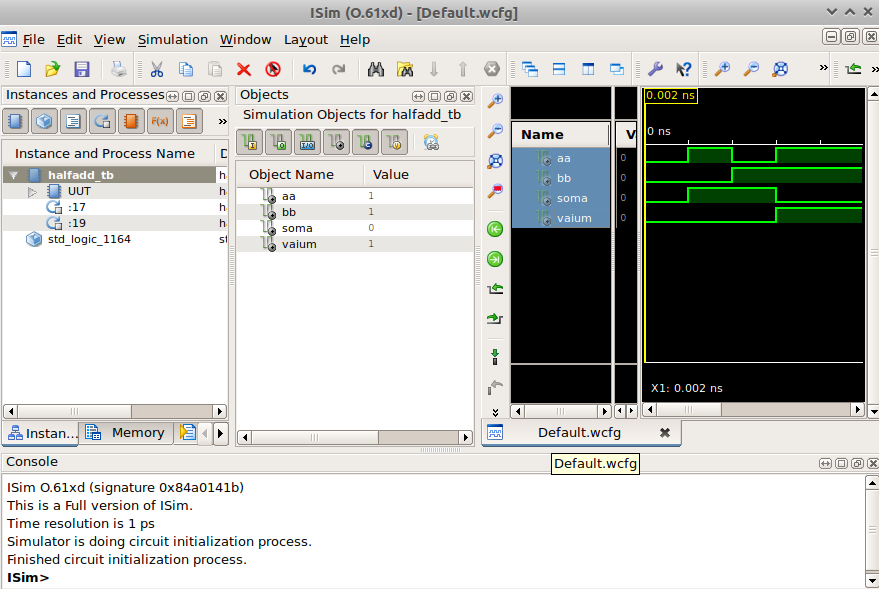 ISim (O.61xd) - [Default.wcfg]
File Edit View Simulation Window Layout Help
»
»
Instances and Processes
F(x)
»
Instance and Process Name D
halfadd_tb h
UUT h
:17 h
:19 h
std_logic_1164 st
Instan... Memory
Objects
Simulation Objects for halfadd_tb
Object Name Value
aa 1
bb 1
soma 0
vaium 1
Name V
aa 0
bb 0
soma 0
vaium 0
0.002 ns
0 ns
X1: 0.002 ns
Default.wcfg
Default.wcfg
Console
ISim O.61xd (signature 0x84a0141b)
This is a Full version of ISim.
Time resolution is 1 ps
Simulator is doing circuit initialization process.
Finished circuit initialization process.
ISim>